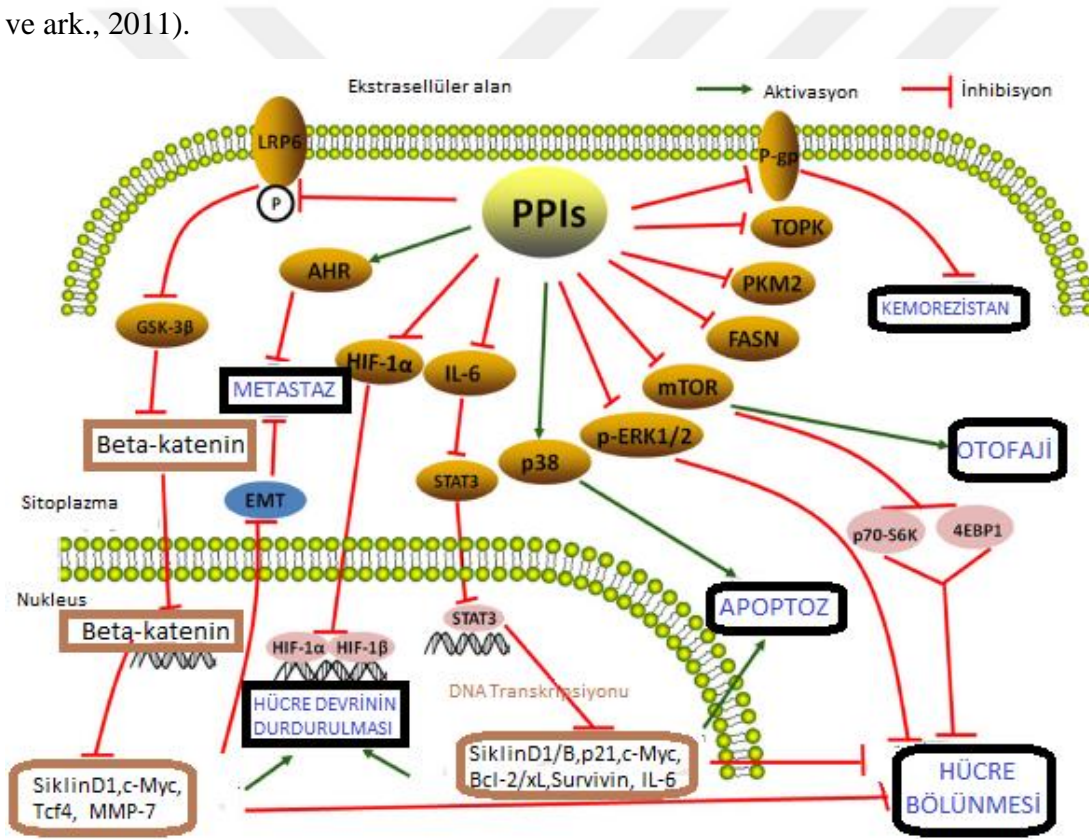 ve ark., 2011).
Ekstrasellüler alan
Aktivasyon
İnhibisyon
LRP6
P
P-gp
PPIs
TOPK
AHR
PKM2
KEMOREZİSTAN
GSK-3β
FASN
HIF-1α
IL-6
mTOR
METASTAZ
p-ERK1/2
Beta-katenin
OTOFAJİ
p38
STAT3
Sitoplazma
EMT
p70-S6K
4EBP1
Nukleus
APOPTOZ
Beta-katenin
STAT3
HIF-1α
HIF-1β
DNA Transkripsiyonu
HÜCRE DEVRİNİN
DURDURULMASI
SiklinD1/B,p21,c-Myc,
Bcl-2/xL,Survivin, IL-6
SiklinD1,c-Myc,
Tcf4, MMP-7
HÜCRE
BÖLÜNMESİ